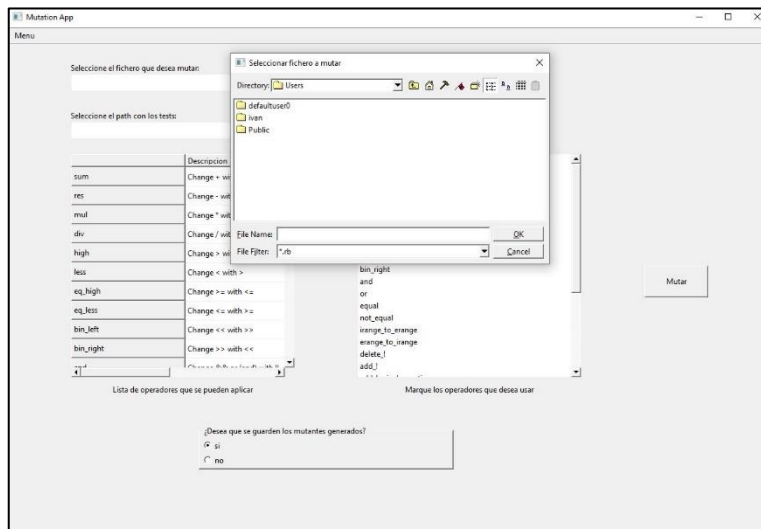 Mutation App
Menu
Seleccione el fichero que desea mutar:
Seleccione el path con los tests:
Seleccionar fichero a mutar
Directory: Users
defaultuser0
ivan
Public
File Name:
OK
File Filter: *.rb
Cancel
Descripcion
sum Change + wi
res Change - wit
mul Change * wit
div Change / with
high Change > wi
less Change < with >
eq_high Change >= with <=
eq_less Change <= with >=
bin_left Change << with >>
bin_right Change >> with <<
bin_right
and
or
equal
not_equal
irange_to_erange
erange_to_irange
delete_!
add_!
Mutar
Lista de operadores que se pueden aplicar
Marque los operadores que desea usar
¿Desea que se guarden los mutantes generados?
si
no